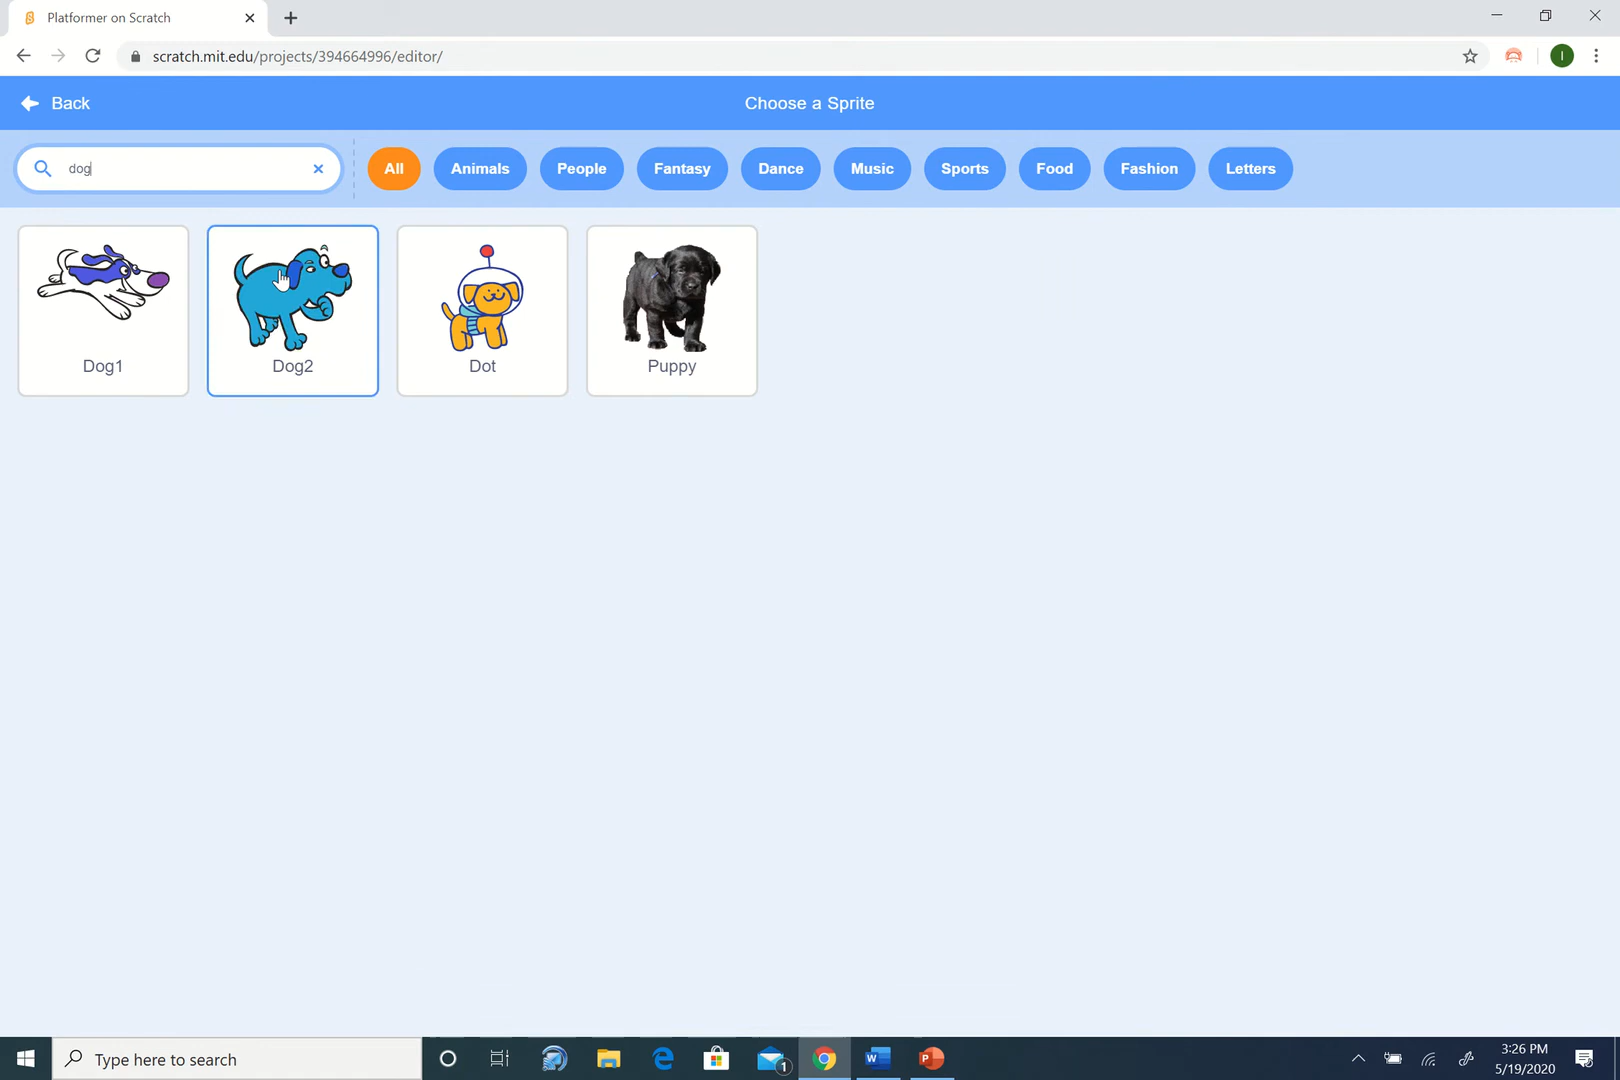 Platformer on Scratch
scratch.mit.edu/projects/394664996/editor/
I
Back
Choose a Sprite
dog
All
Animals
People
Fantasy
Dance
Music
Sports
Food
Fashion
Letters
Dog1
Dog2
Dot
Puppy
Type here to search
1
3:26 PM
5/19/2020